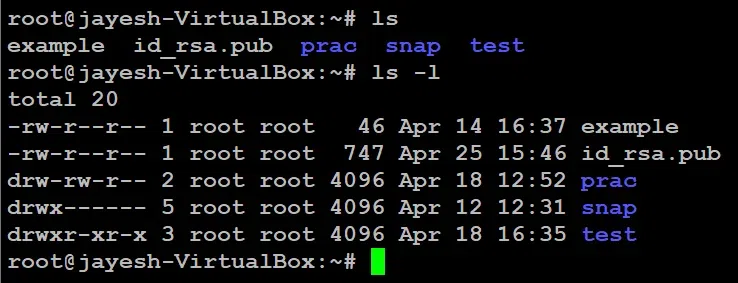 root@jayesh-VirtualBox:~# ls
example  id_rsa.pub  prac  snap  test
root@jayesh-VirtualBox:~# ls -l
total 20
-rw-r--r-- 1 root root   46 Apr 14 16:37 example
-rw-r--r-- 1 root root  747 Apr 25 15:46 id_rsa.pub
drw-rw-r-- 2 root root 4096 Apr 18 12:52 prac
drwx------ 5 root root 4096 Apr 12 12:31 snap
drwxr-xr-x 3 root root 4096 Apr 18 16:35 test
root@jayesh-VirtualBox:~#